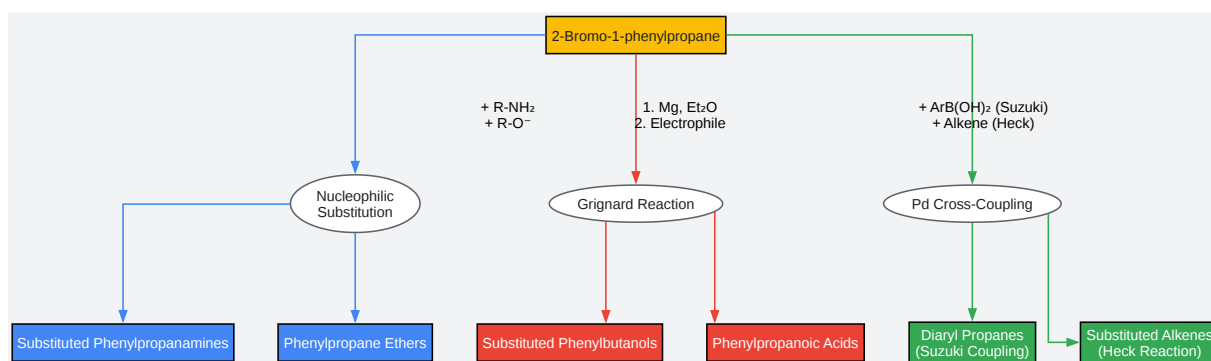 2-Bromo-1-phenylpropane
+ R-NH₂
+ R-O⁻
1. Mg, Et₂O
2. Electrophile
+ ArB(OH)₂ (Suzuki)
+ Alkene (Heck)
Nucleophilic
Substitution
Grignard Reaction
Pd Cross-Coupling
Substituted Phenylpropanamines
Phenylpropane Ethers
Substituted Phenylbutanols
Phenylpropanoic Acids
Diaryl Propanes
(Suzuki Coupling)
Substituted Alkenes
(Heck Reaction)